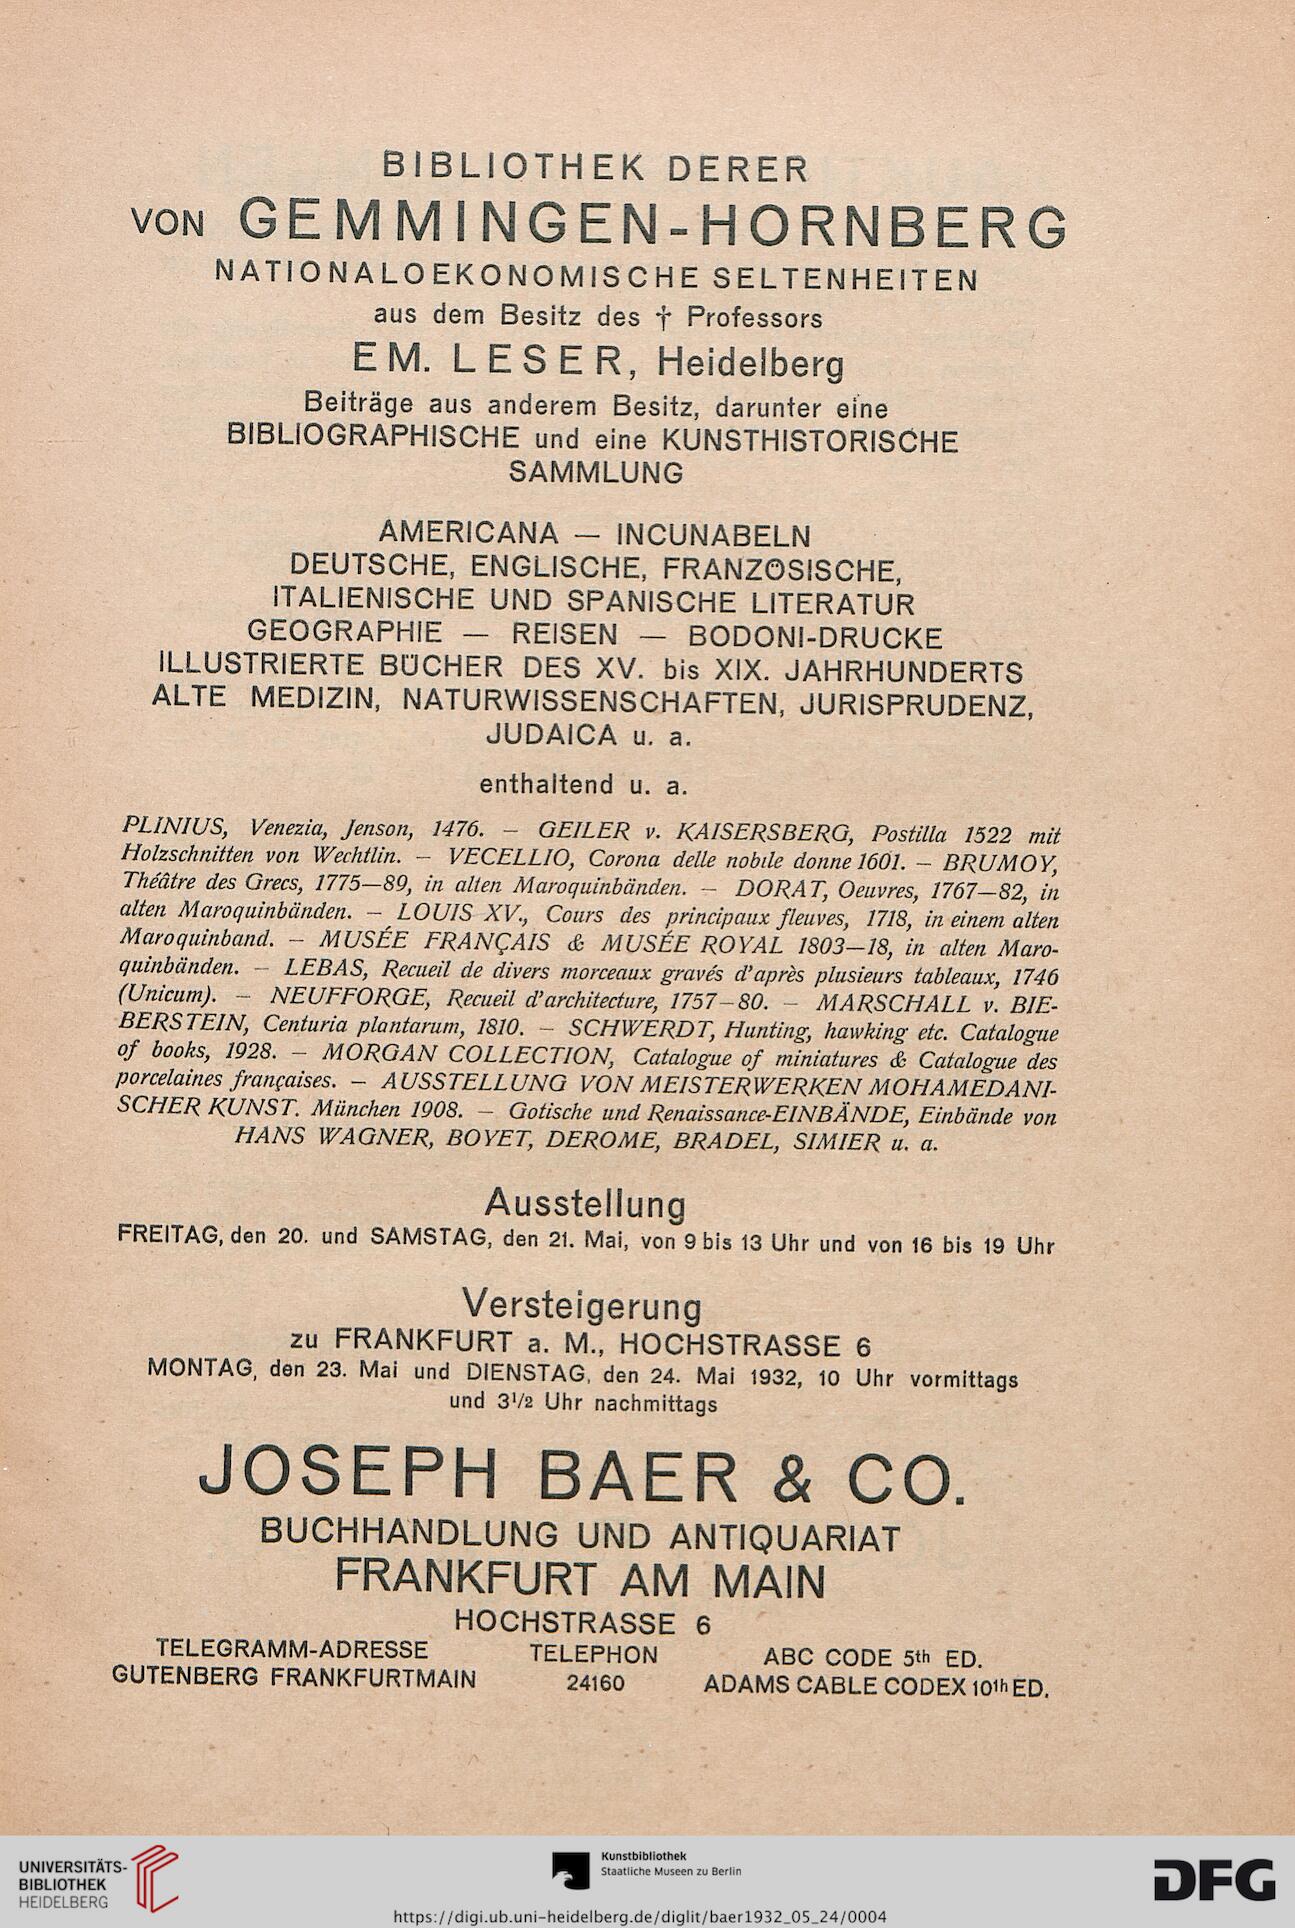 BIBLIOTHEK DERER
VON GEMMINGEN-HORNBERG
NATIONALOEKONOMISCHE SELTENHEITEN
aus dem Besitz des † Professors
EM. LESER, Heidelberg
Beiträge aus anderem Besitz, darunter eine
BIBLIOGRAPHISCHE und eine KUNSTHISTORISCHE
SAMMLUNG
AMERICANA — INCUNABELN
DEUTSCHE, ENGLISCHE, FRANZÖSISCHE,
ITALIENISCHE UND SPANISCHE LITERATUR
GEOGRAPHIE — REISEN — BODONI-DRUCKE
ILLUSTRIERTE BÜCHER DES XV. bis XIX. JAHRHUNDERTS
ALTE MEDIZIN, NATURWISSENSCHAFTEN, JURISPRUDENZ,
JUDAICA u. a.
enthaltend u. a.
PLINIUS, Venezia, Jenson, 1476. — GEILER v. KAISERSBERG, Postilla 1522 mit
Holzschnitten von Wechtlin. — VECELLIO, Corona delle nobile donne 1601. — BRUMOY,
Théâtre des Grecs, 1775—89, in alten Maroquinbänden. — DORAT, Oeuvres, 1767—82, in
alten Maroquinbänden. — LOUIS XV., Cours des principaux fleuves, 1718, in einem alten
Maroquinband. — MUSÉE FRANÇAIS & MUSÉE ROYAL 1803—18, in alten Maro-
quinbänden. — LEBAS, Recueil de divers morceaux gravés d'après plusieurs tableaux, 1746
(Unicum). — NEUFFORGE, Recueil d'architecture, 1757—80. — MARSCHALL v. BIE-
BERSTEIN, Centuria plantarum, 1810. — SCHWERDT, Hunting, hawking etc. Catalogue
of books, 1928. — MORGAN COLLECTION, Catalogue of miniatures & Catalogue des
porcelaines françaises. — AUSSTELLUNG VON MEISTERWERKEN MOHAMEDANI-
SCHER KUNST. München 1908. — Gotische und Renaissance-EINBÄNDE, Einbände von
HANS WAGNER, BOYET, DEROME, BRADEL, SIMIER u. a.
Ausstellung
FREITAG, den 20. und SAMSTAG, den 21. Mai, von 9 bis 13 Uhr und von 16 bis 19 Uhr
Versteigerung
zu FRANKFURT a. M., HOCHSTRASSE 6
MONTAG, den 23. Mai und DIENSTAG, den 24. Mai 1932, 10 Uhr vormittags
und 3½ Uhr nachmittags
JOSEPH BAER & CO.
BUCHHANDLUNG UND ANTIQUARIAT
FRANKFURT AM MAIN
HOCHSTRASSE 6
TELEGRAMM-ADRESSE TELEPHON ABC CODE 5th ED.
GUTENBERG FRANKFURTMAIN 24160 ADAMS CABLE CODEX 10th ED.
UNIVERSITÄTS-
BIBLIOTHEK
HEIDELBERG
Kunstbibliothek
Staatliche Museen zu Berlin
DFG
https://digi.ub.uni-heidelberg.de/diglit/baer1932_05_24/0004